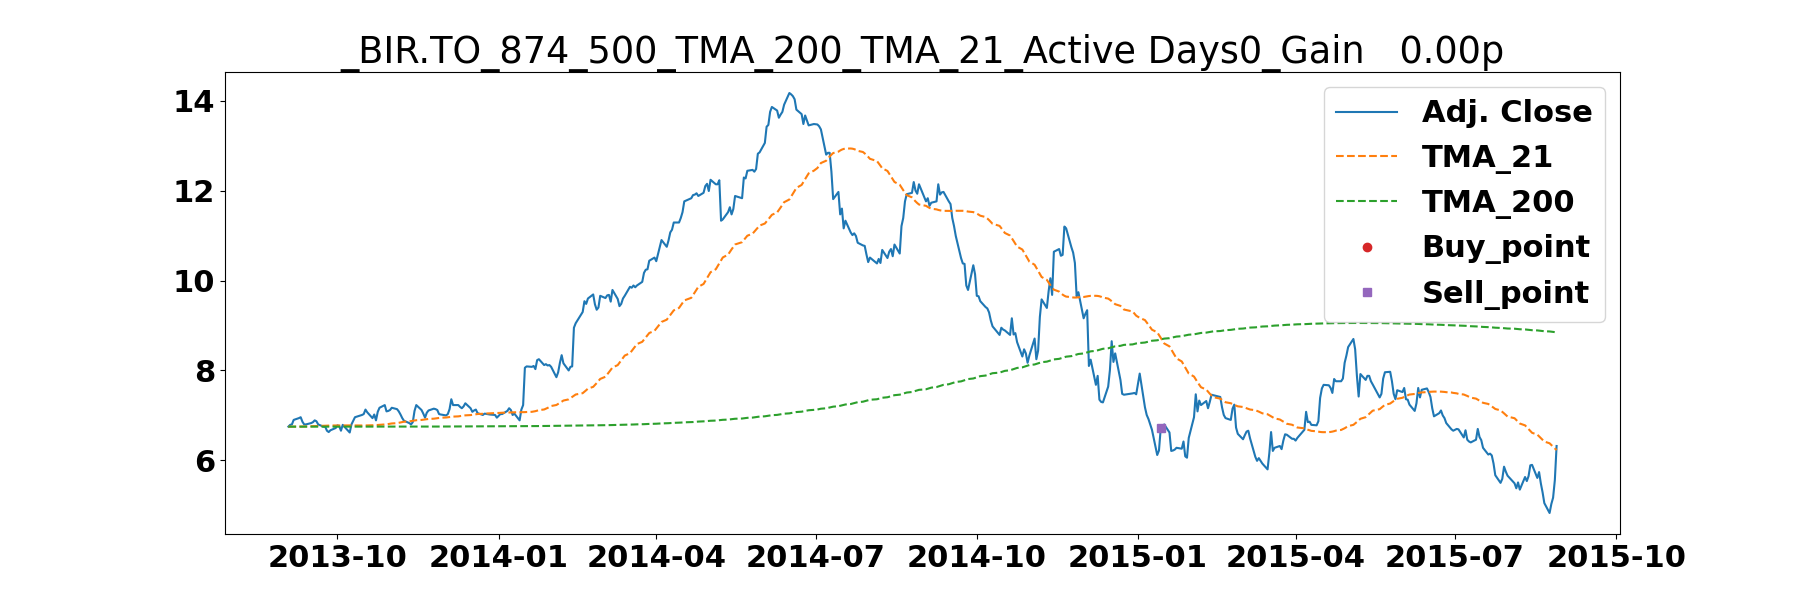 _BIR.TO_874_500_TMA_200_TMA_21_Active Days0_Gain   0.00p
14
12
10
8
6
Adj. Close
TMA_21
TMA_200
Buy_point
Sell_point
2013-10 2014-01 2014-04 2014-07 2014-10 2015-01 2015-04 2015-07 2015-10